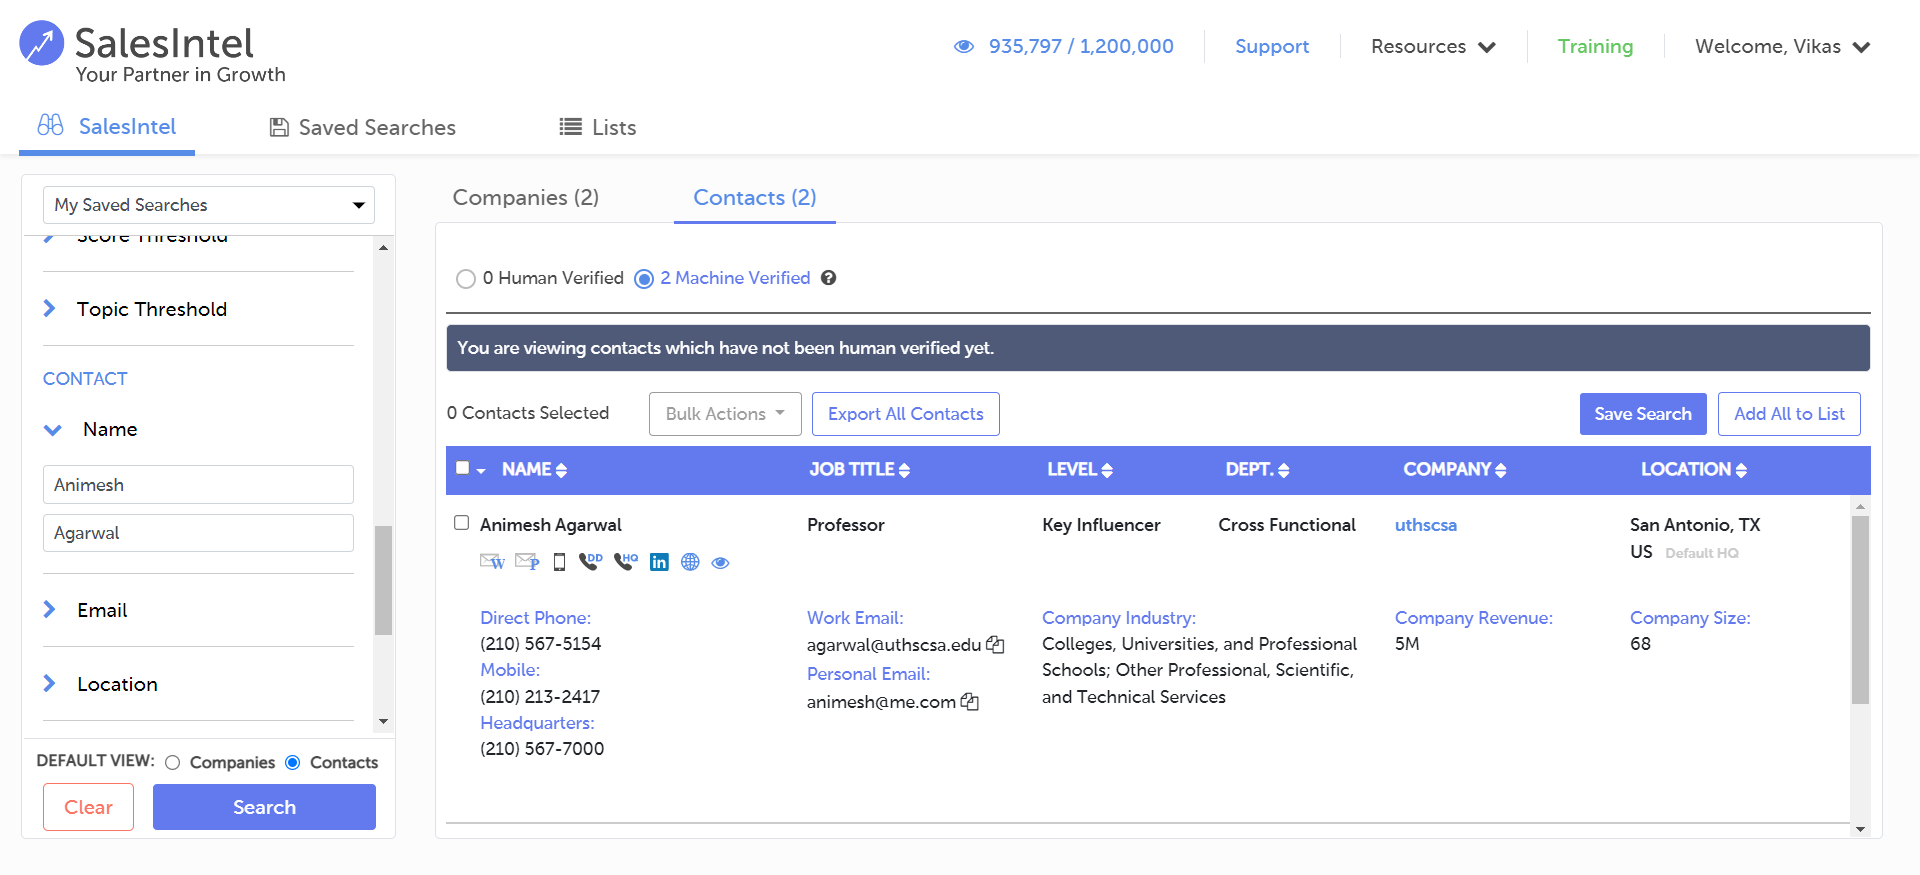 SalesIntel
Your Partner in Growth
935,797 / 1,200,000
Support
Resources
Training
Welcome, Vikas
SalesIntel
Saved Searches
Lists
My Saved Searches
Score Threshold
Topic Threshold
CONTACT
Name
Animesh
Agarwal
Email
Location
DEFAULT VIEW: Companies Contacts
Clear
Search
Companies (2)
Contacts (2)
0 Human Verified 2 Machine Verified ?
You are viewing contacts which have not been human verified yet.
0 Contacts Selected
Bulk Actions
Export All Contacts
Save Search
Add All to List
NAME JOB TITLE LEVEL DEPT. COMPANY LOCATION
Animesh Agarwal
Professor
Key Influencer
Cross Functional
uthscsa
San Antonio, TX
US Default HQ
W P DD HQ in
Direct Phone:
(210) 567-5154
Mobile:
(210) 213-2417
Headquarters:
(210) 567-7000
Work Email:
agarwal@uthscsa.edu
Personal Email:
animesh@me.com
Company Industry:
Colleges, Universities, and Professional
Schools; Other Professional, Scientific,
and Technical Services
Company Revenue:
5M
Company Size:
68